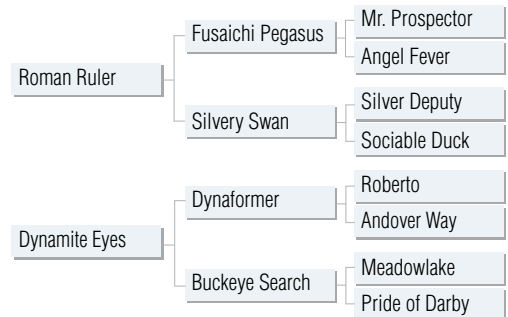 Mr. Prospector
Fusaichi Pegasus
Angel Fever
Roman Ruler
Silver Deputy
Silvery Swan
Sociable Duck
Roberto
Dynaformer
Andover Way
Dynamite Eyes
Meadowlake
Buckeye Search
Pride of Darby